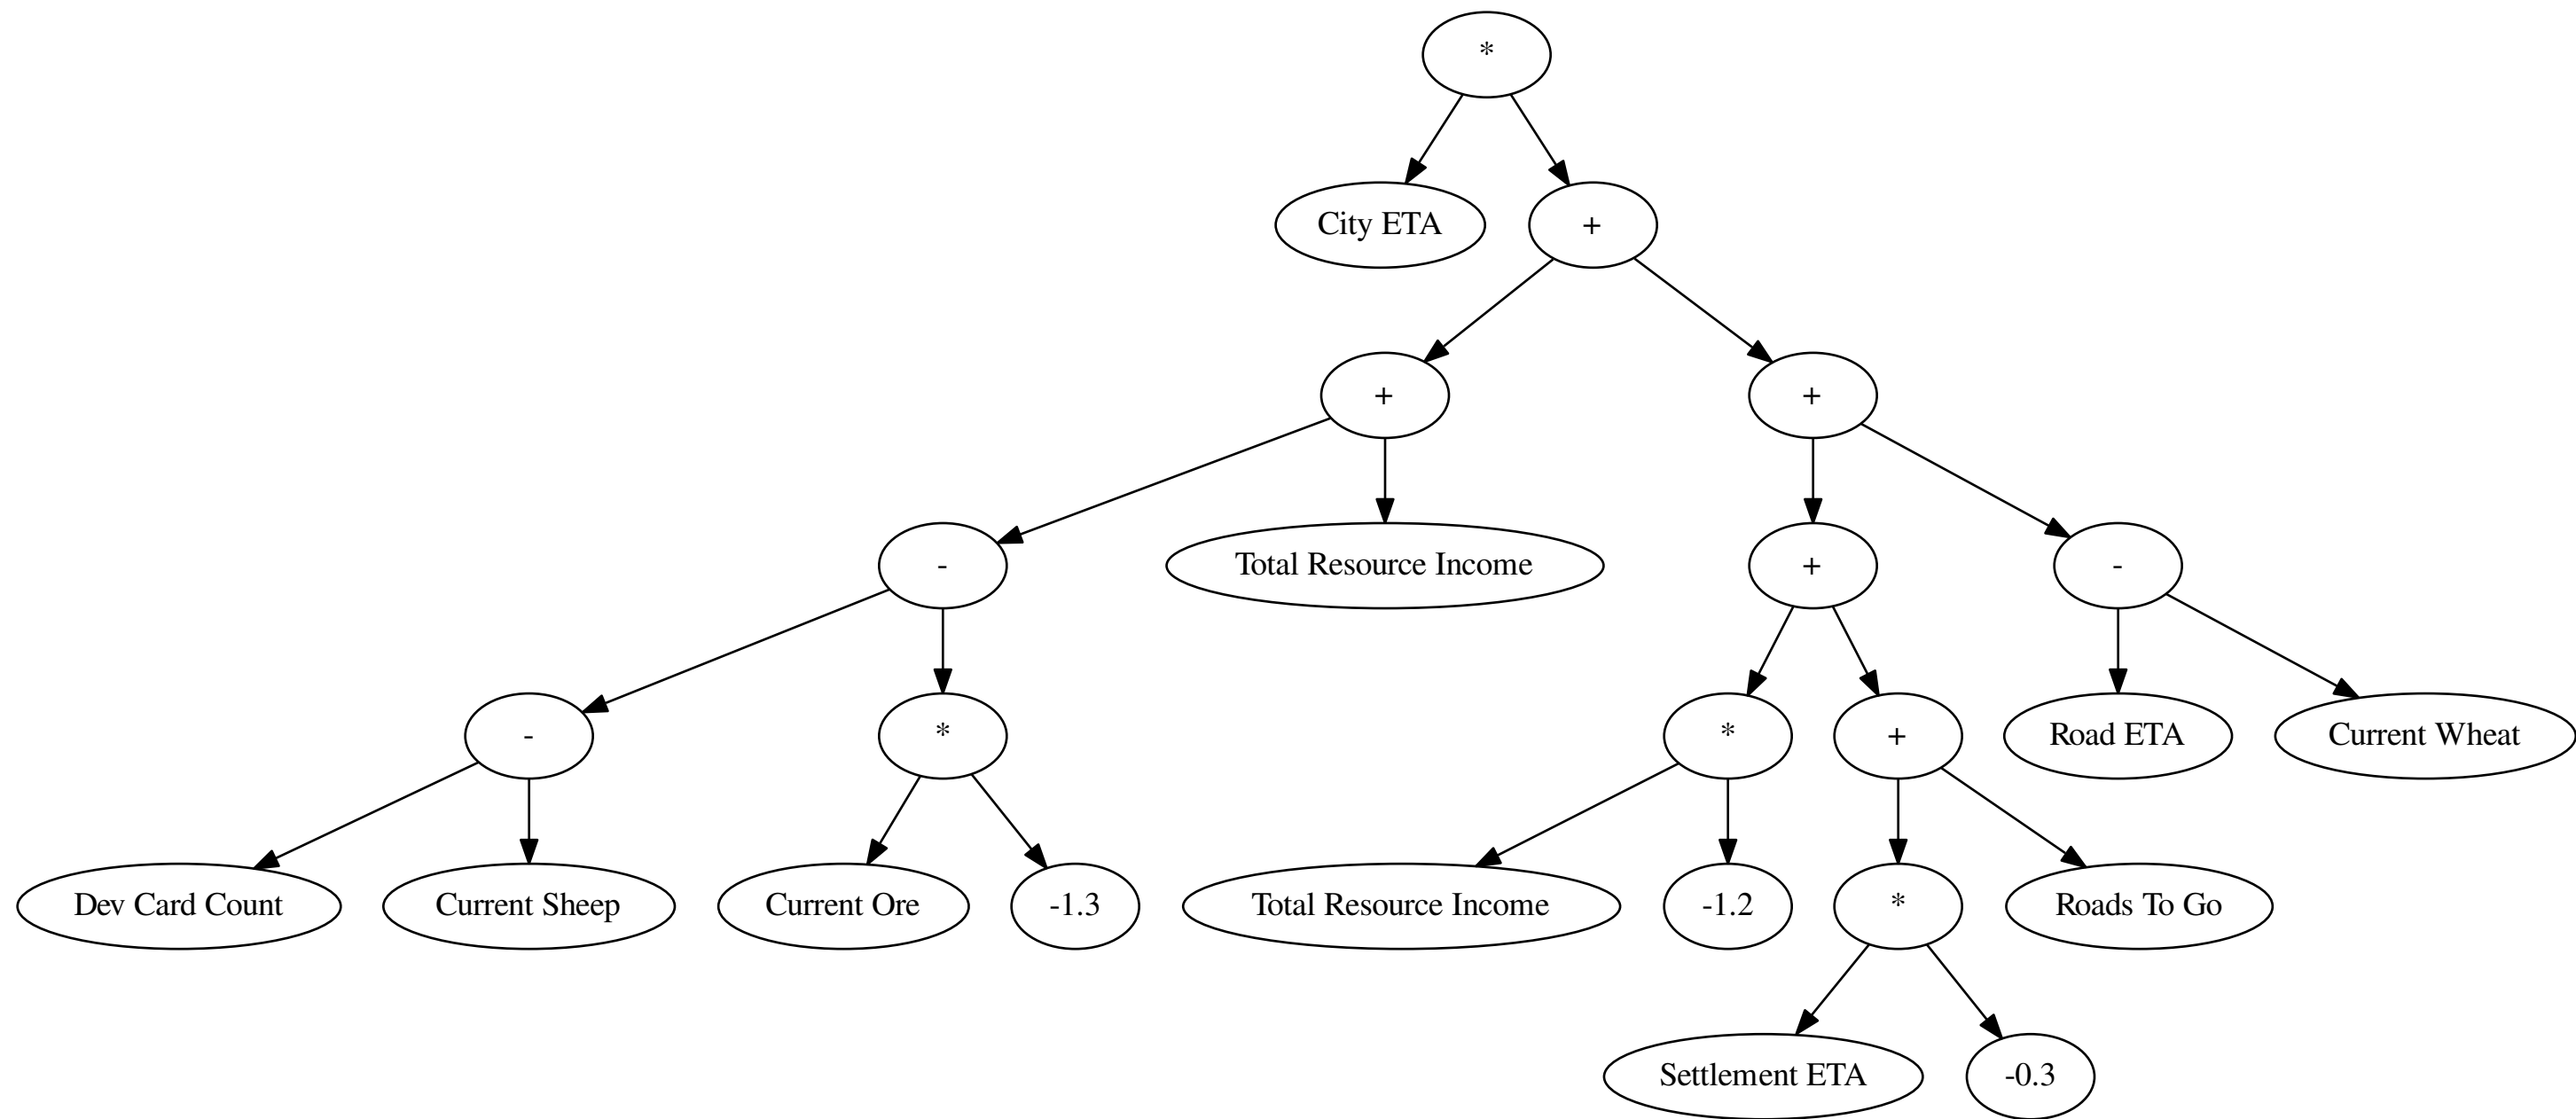 *
City ETA
+
+
+
-
Total Resource Income
+
-
-
*
*
+
Road ETA
Current Wheat
Dev Card Count
Current Sheep
Current Ore
-1.3
Total Resource Income
-1.2
*
Roads To Go
Settlement ETA
-0.3